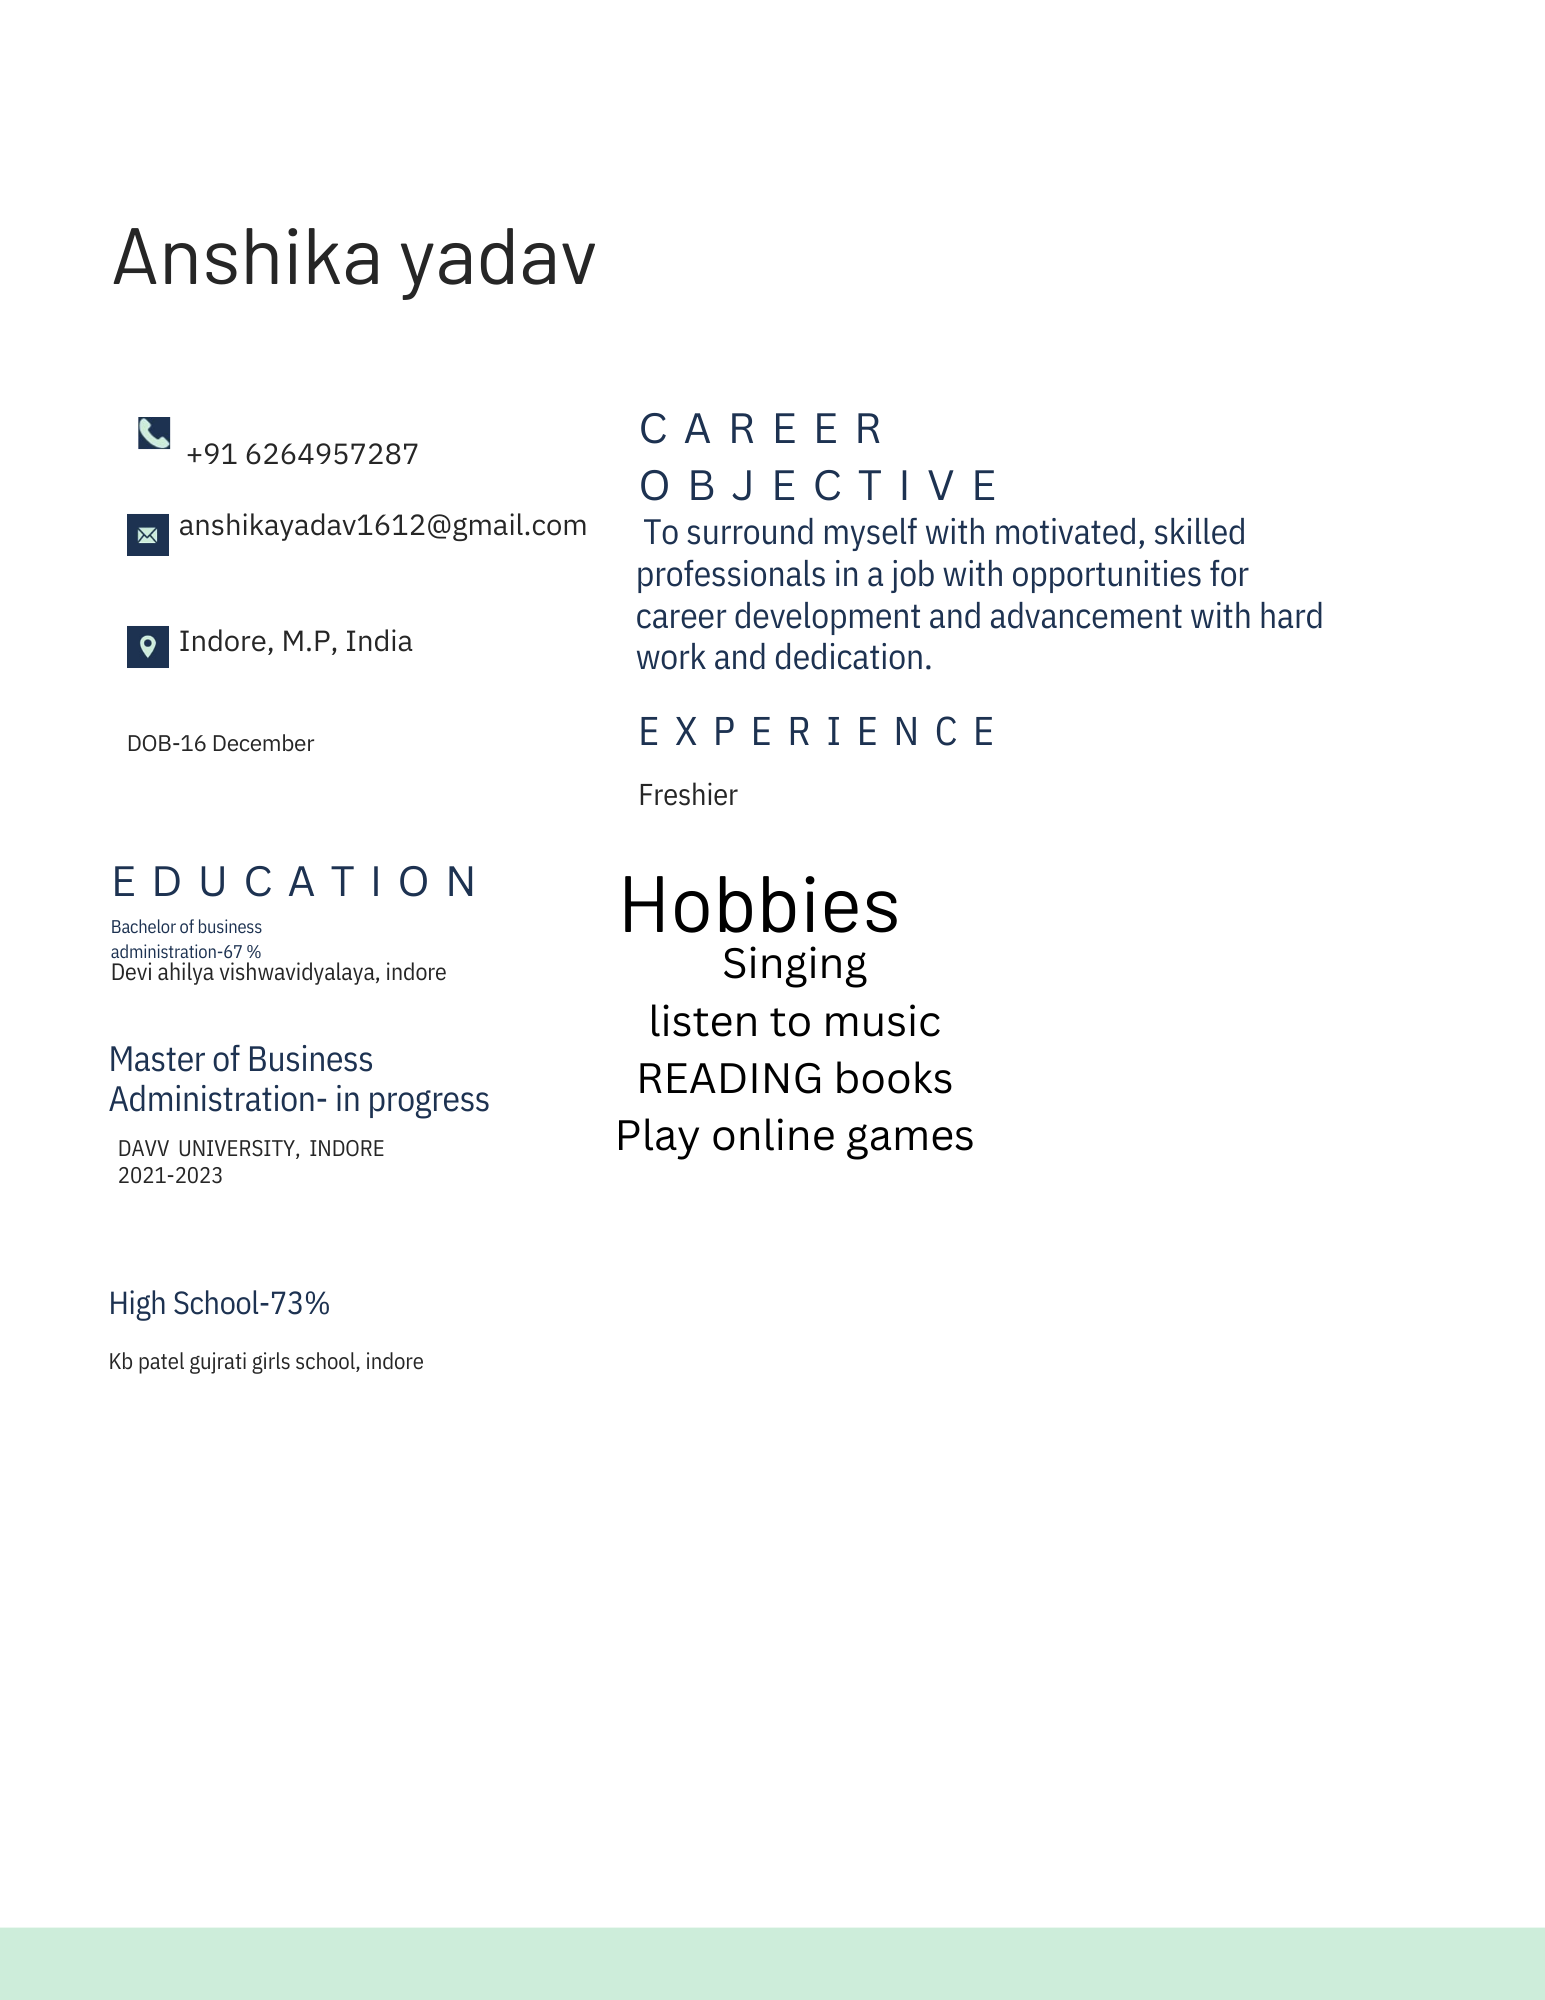 Anshika yadav
+91 6264957287
anshikayadav1612@gmail.com
Indore, M.P, India
DOB-16 December
EDUCATION
Bachelor of business
administration-67 %
Devi ahilya vishwavidyalaya, indore
Master of Business
Administration- in progress
DAVV UNIVERSITY, INDORE
2021-2023
High School-73%
Kb patel gujrati girls school, indore
CAREER
OBJECTIVE
To surround myself with motivated, skilled
professionals in a job with opportunities for
career development and advancement with hard
work and dedication.
EXPERIENCE
Freshier
Hobbies
Singing
listen to music
READING books
Play online games